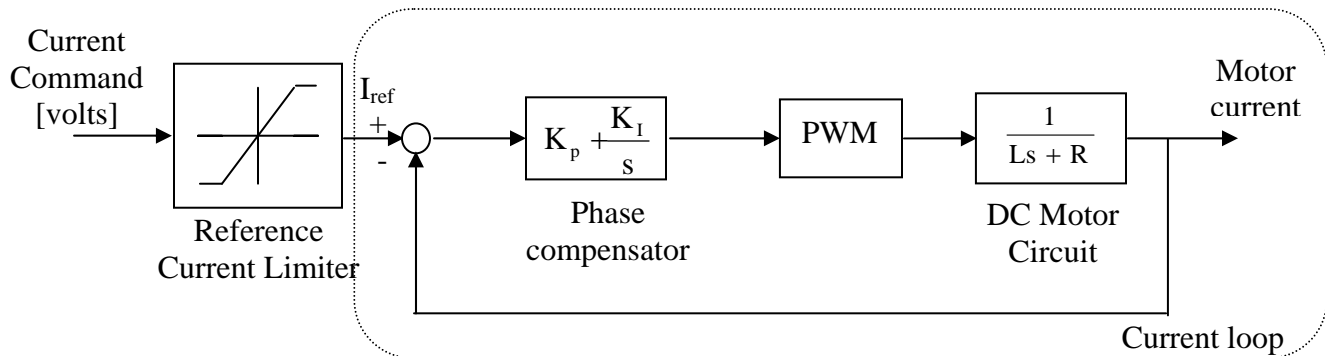 Current
Command
[volts]
Reference
Current Limiter
I_ref
+
-
K_p + K_I/s
Phase
compensator
PWM
1/(Ls + R)
DC Motor
Circuit
Motor
current
Current loop